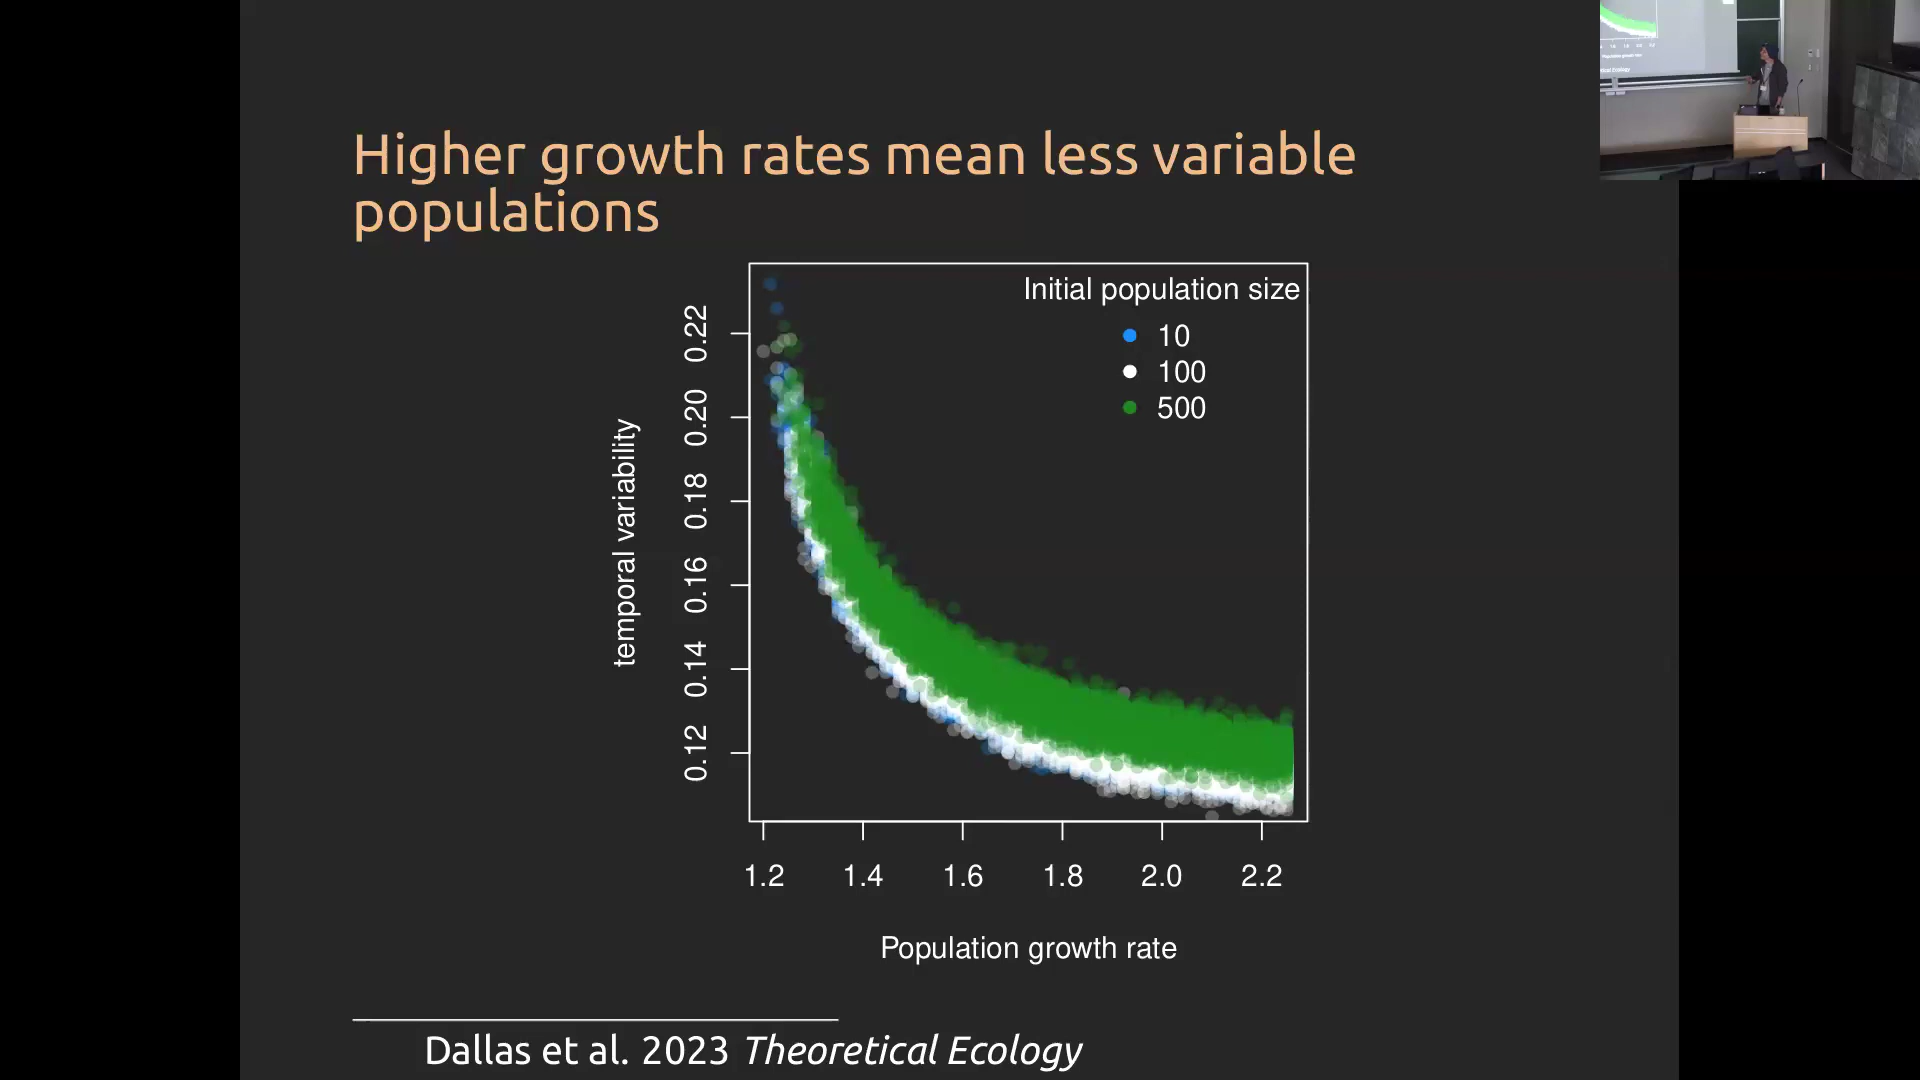 Higher growth rates mean less variable
populations
Initial population size
10
100
500
temporal variability
0.22
0.20
0.18
0.16
0.14
0.12
1.2 1.4 1.6 1.8 2.0 2.2
Population growth rate
Dallas et al. 2023 Theoretical Ecology